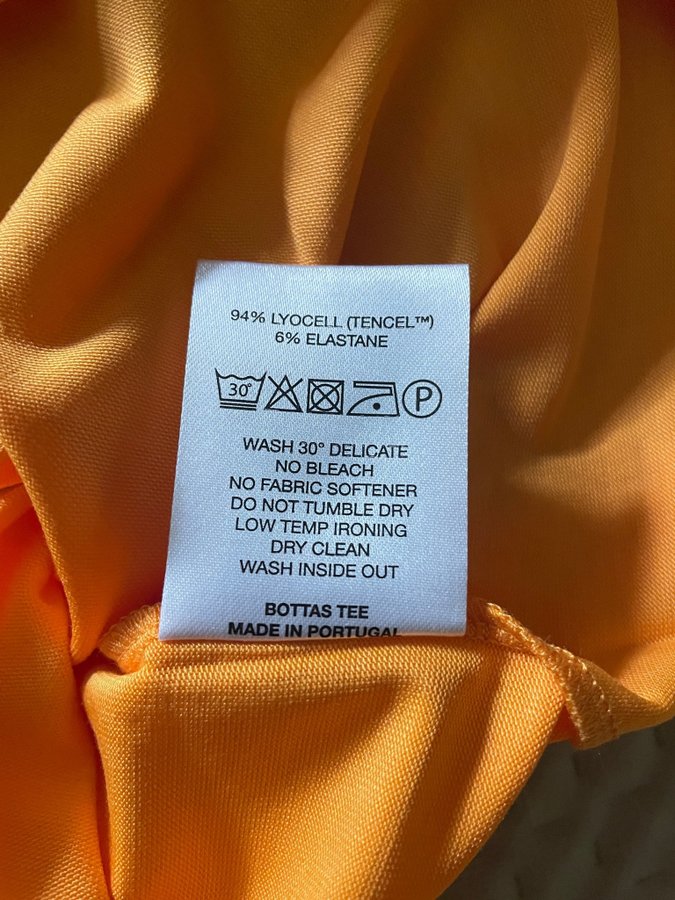 94% LYOCELL (TENCEL™)
6% ELASTANE
30° P
WASH 30° DELICATE
NO BLEACH
NO FABRIC SOFTENER
DO NOT TUMBLE DRY
LOW TEMP IRONING
DRY CLEAN
WASH INSIDE OUT
BOTTAS TEE
MADE IN PORTUGAL